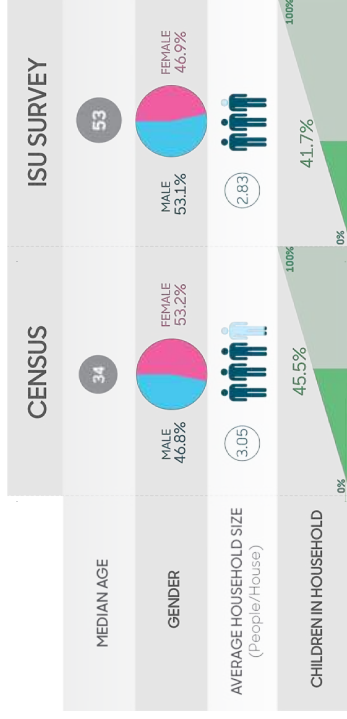 CENSUS
ISU SURVEY
MEDIAN AGE
34
53
GENDER
MALE
46.8%
FEMALE
53.2%
MALE
53.1%
FEMALE
46.9%
AVERAGE HOUSEHOLD SIZE
(People/House)
3.05
2.83
CHILDREN IN HOUSEHOLD
0%
45.5%
100%
0%
41.7%
100%